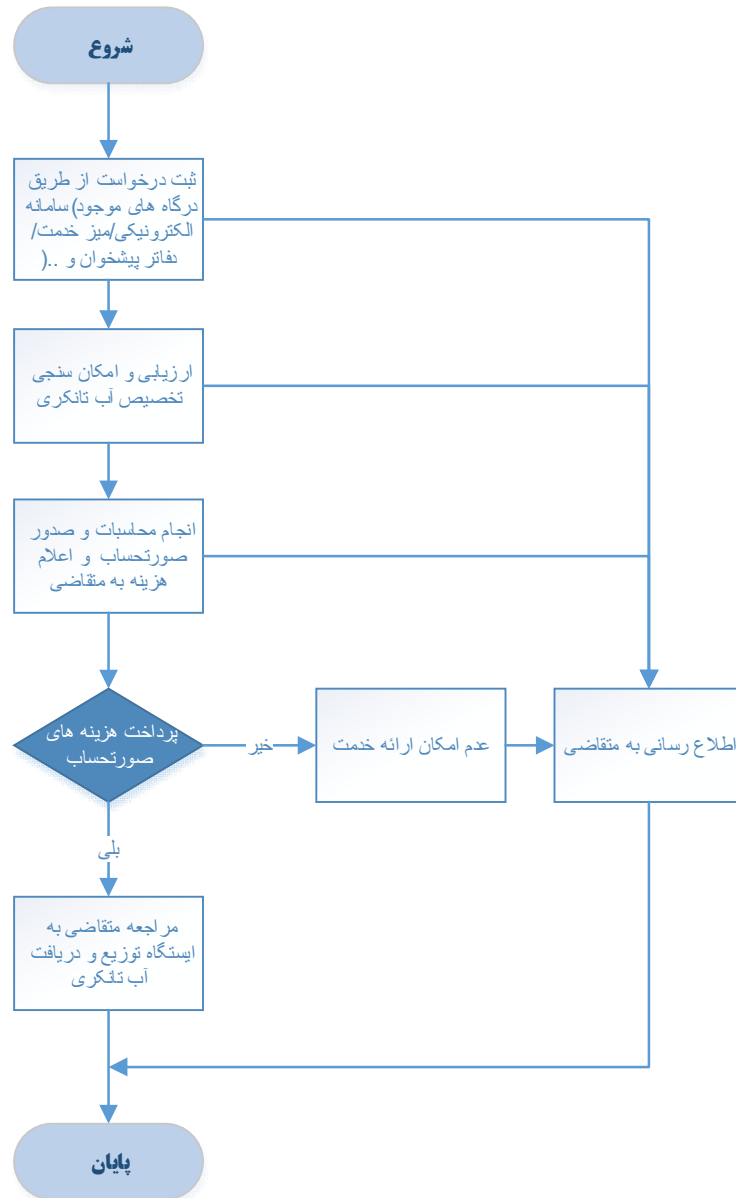 شروع
ثبت درخواست از طریق
درگاه های موجود)سامانه
الکترونیکی/میز خدمت/
دفاتر پیشخوان و ..(
ارزیابی و امکان سنجی
تخصیص آب تانکری
انجام محاسبات و صدور
صورتحساب و اعلام
هزینه به متقاضی
پرداخت هزینه های
صورتحساب
خیر
عدم امکان ارائه خدمت
اطلاع رسانی به متقاضی
بلی
مراجعه متقاضی به
ایستگاه توزیع و دریافت
آب تانکری
پایان